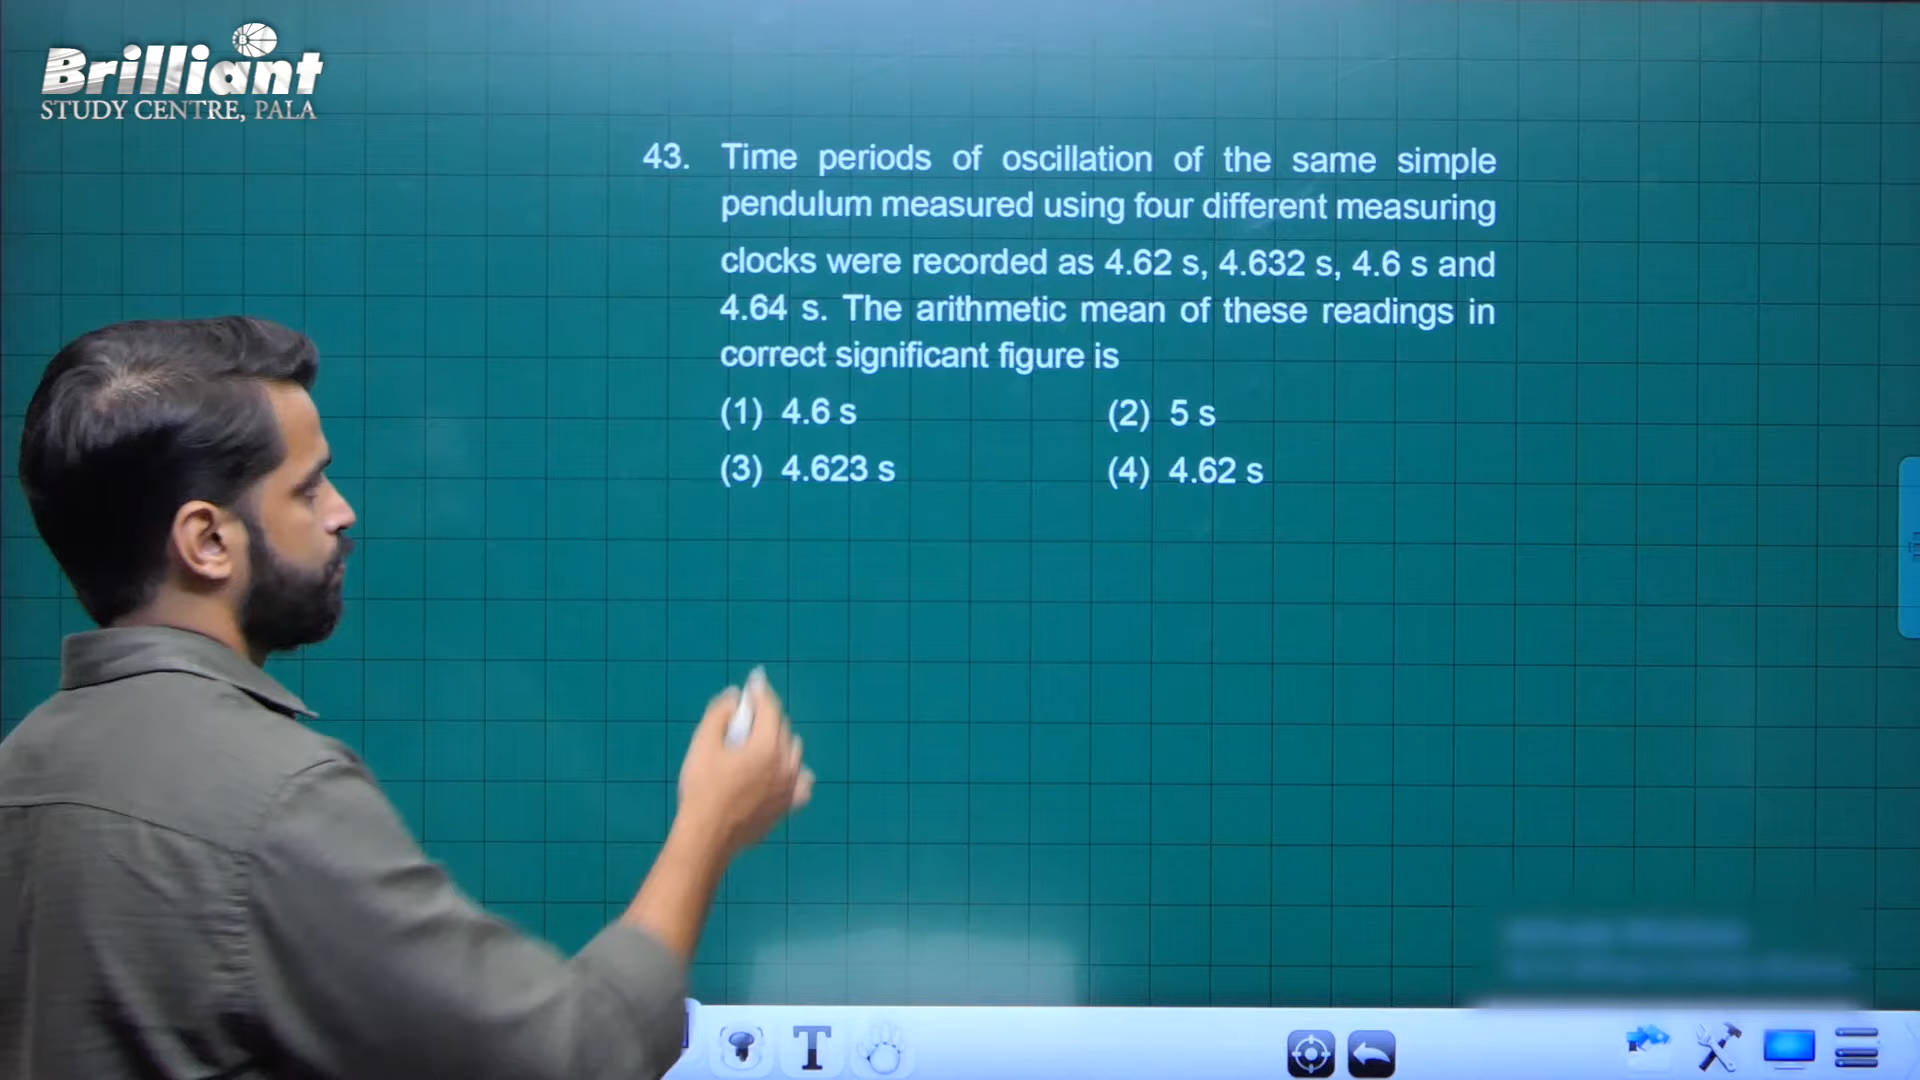 Brilliant
STUDY CENTRE, PALA
43. Time periods of oscillation of the same simple
pendulum measured using four different measuring
clocks were recorded as 4.62 s, 4.632 s, 4.6 s and
4.64 s. The arithmetic mean of these readings in
correct significant figure is
(1) 4.6 s (2) 5 s
(3) 4.623 s (4) 4.62 s
T